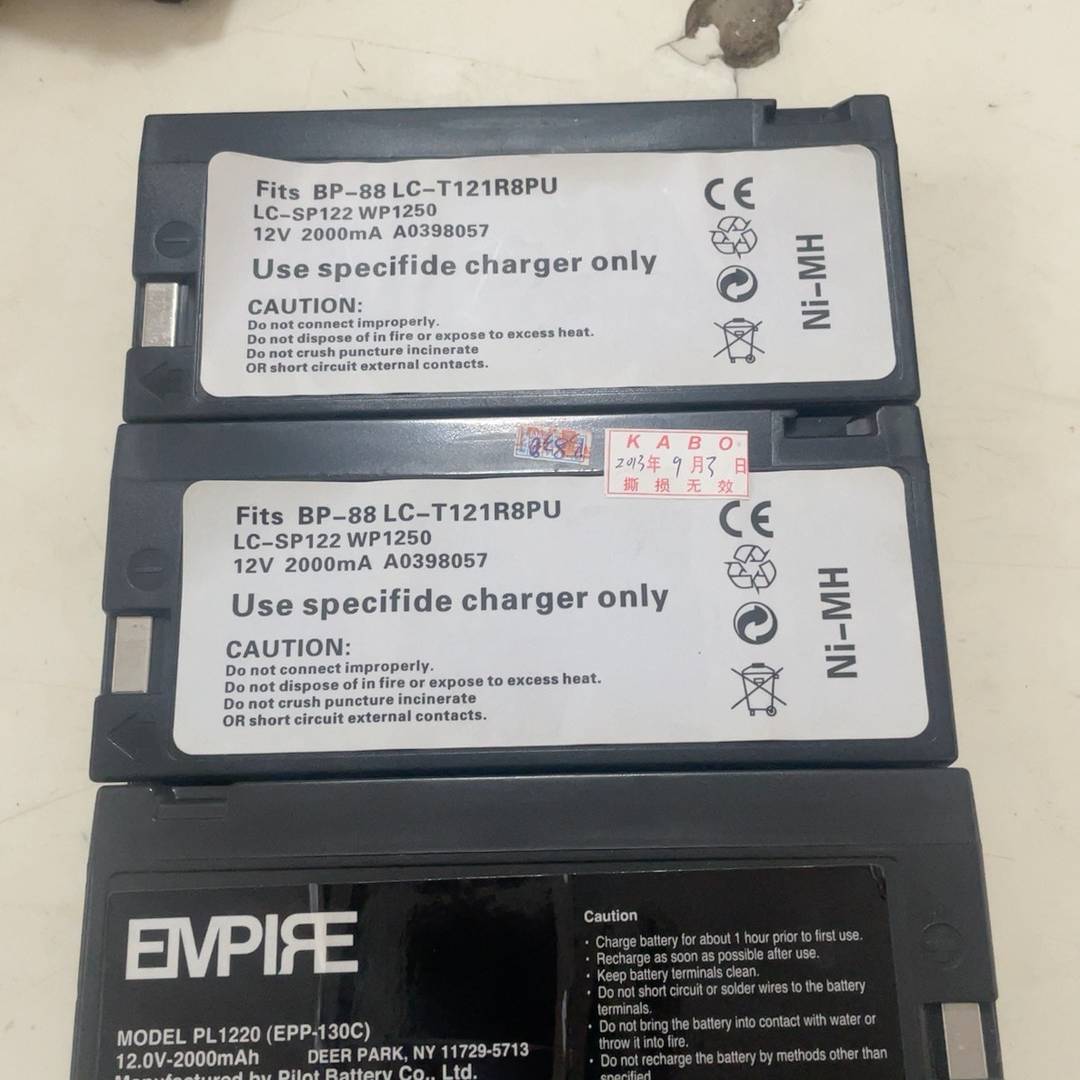 Fits BP-88 LC-T121R8PU
LC-SP122 WP1250
12V 2000mA A0398057
Use specifide charger only
CAUTION:
Do not connect improperly.
Do not dispose of in fire or expose to excess heat.
Do not crush puncture incinerate
OR short circuit external contacts.
CE
Ni-MH
KABO
2013年9月3日
撕损无效
Fits BP-88 LC-T121R8PU
LC-SP122 WP1250
12V 2000mA A0398057
Use specifide charger only
CAUTION:
Do not connect improperly.
Do not dispose of in fire or expose to excess heat.
Do not crush puncture incinerate
OR short circuit external contacts.
CE
Ni-MH
EMPIRE
MODEL PL1220 (EPP-130C)
12.0V-2000mAh DEER PARK, NY 11729-5713
Manufactured by Pilot Battery Co., Ltd.
Caution
· Charge battery for about 1 hour prior to first use.
· Recharge as soon as possible after use.
· Keep battery terminals clean.
· Do not short circuit or solder wires to the battery
terminals.
· Do not bring the battery into contact with water or
throw it into fire.
· Do not recharge the battery by methods other than
specified.